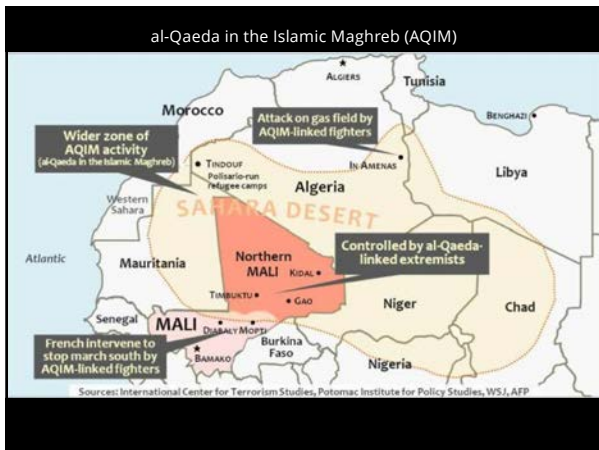 al-Qaeda in the Islamic Maghreb (AQIM)
ALGIERS
Tunisia
Morocco
BENGHAZI
Attack on gas field by
AQIM-linked fighters
Wider zone of
AQIM activity
(al-Qaeda in the Islamic Maghreb)
TINDOUF
Polisario-run
refugee camps
IN AMENAS
Libya
Algeria
Western
Sahara
SAHARA DESERT
Atlantic
Mauritania
Northern
MALI
KIDAL
Controlled by al-Qaeda-
linked extremists
TIMBUKTU
GAO
Niger
Chad
Senegal
MALI
DIABALY
MOPTI
Burkina
Faso
French intervene to
stop march south by
AQIM-linked fighters
BAMAKO
Nigeria
Sources: International Center for Terrorism Studies, Potomac Institute for Policy Studies, WSJ, AFP